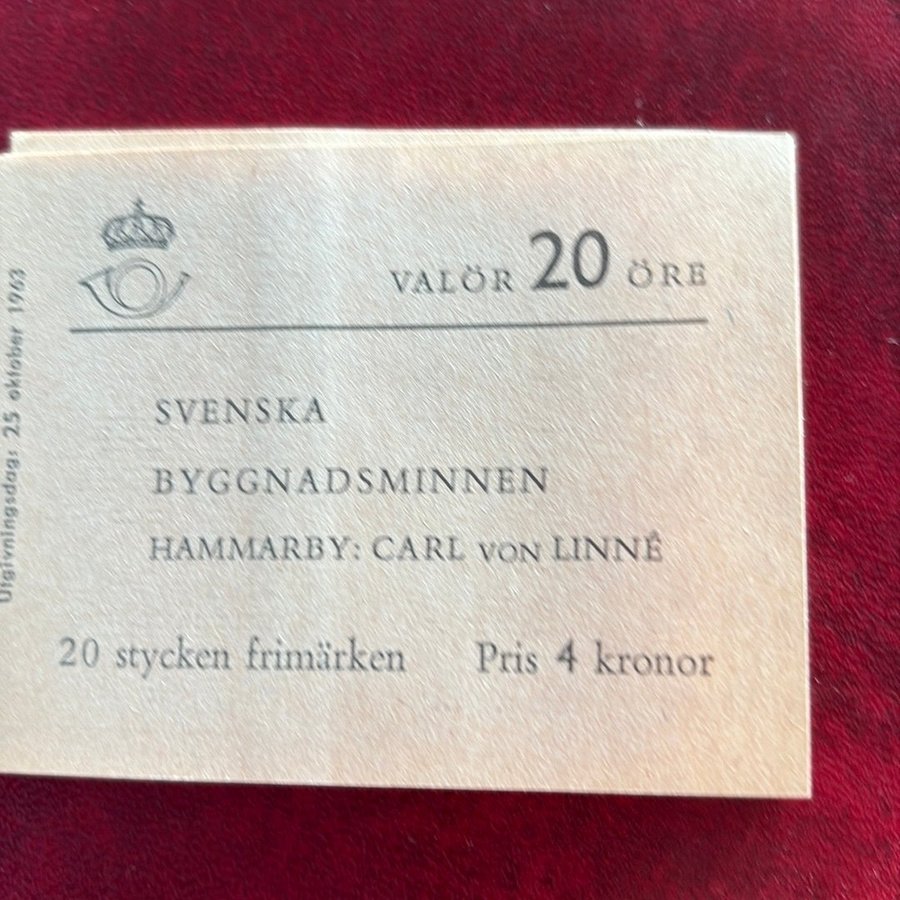 VALÖR 20 ÖRE
SVENSKA
BYGGNADSMINNEN
HAMMARBY: CARL VON LINNÉ
20 stycken frimärken Pris 4 kronor
Utgivningsdag: 25 oktober 1963